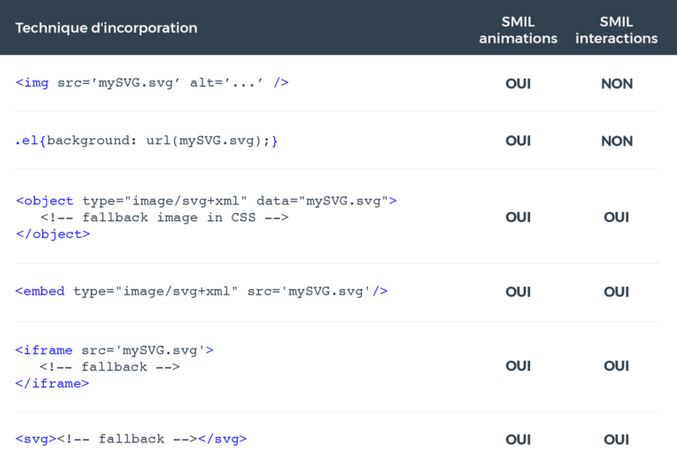 Technique d'incorporation
SMIL animations
SMIL interactions
<img src=’mySVG.svg’ alt=’...’ />
OUI
NON
.el{background: url(mySVG.svg);}
OUI
NON
<object type="image/svg+xml" data="mySVG.svg">
<!-- fallback image in CSS -->
</object>
OUI
OUI
<embed type="image/svg+xml" src='mySVG.svg'/>
OUI
OUI
<iframe src='mySVG.svg'>
<!-- fallback -->
</iframe>
OUI
OUI
<svg><!-- fallback --></svg>
OUI
OUI